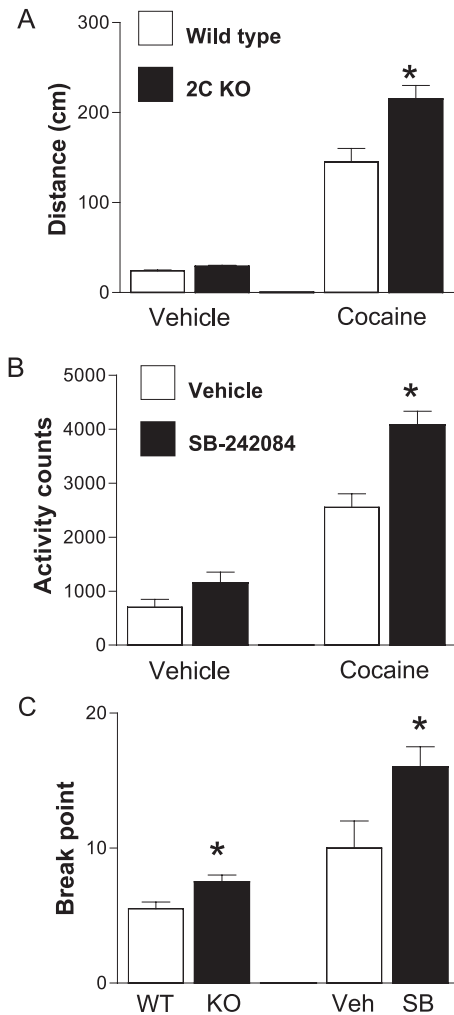 A
300
200
100
0
Distance (cm)
Wild type
2C KO
*
Vehicle Cocaine
B
5000
4000
3000
2000
1000
0
Activity counts
Vehicle
SB-242084
*
Vehicle Cocaine
C
20
10
0
Break point
*
*
WT KO Veh SB